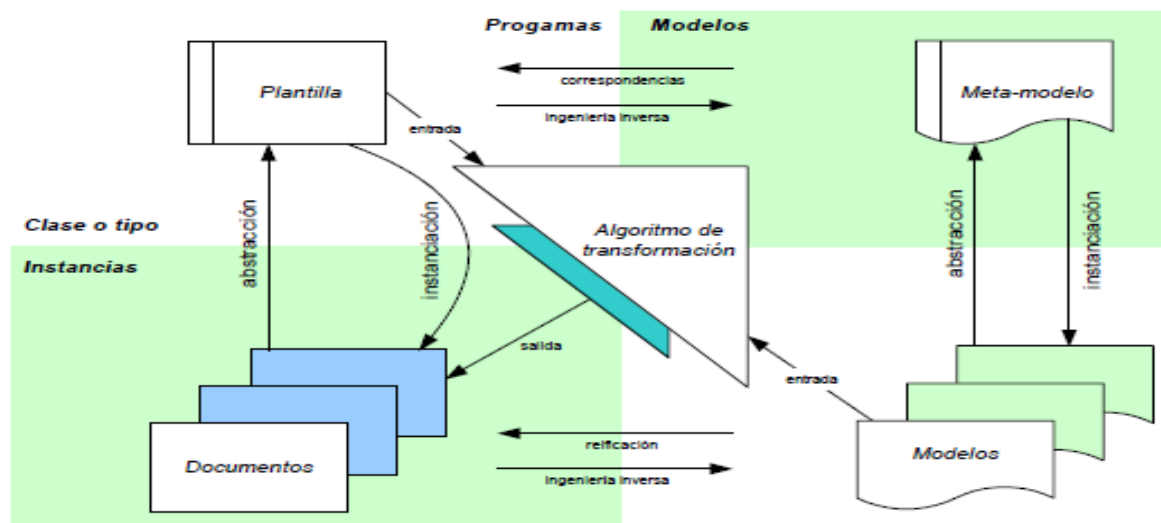 Progamas
Modelos
Plantilla
correspondencias
Ingeniería Inversa
Meta-modelo
entrada
Clase o tipo
Instancias
abstracción
instanciación
Algoritmo de
transformación
abstracción
instanciación
salida
entrada
reificación
Ingeniería Inversa
Documentos
Modelos